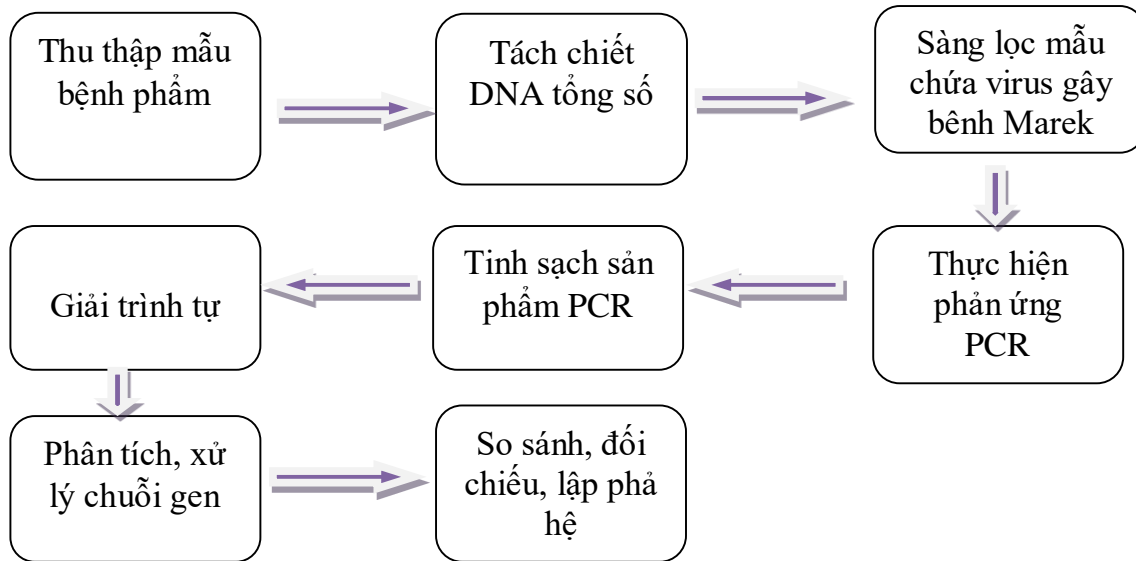 Thu thập mẫu
bệnh phẩm
Tách chiết
DNA tổng số
Sàng lọc mẫu
chứa virus gây
bênh Marek
Thực hiện
phản ứng
PCR
Tinh sạch sản
phẩm PCR
Giải trình tự
Phân tích, xử
lý chuỗi gen
So sánh, đối
chiếu, lập phả
hệ